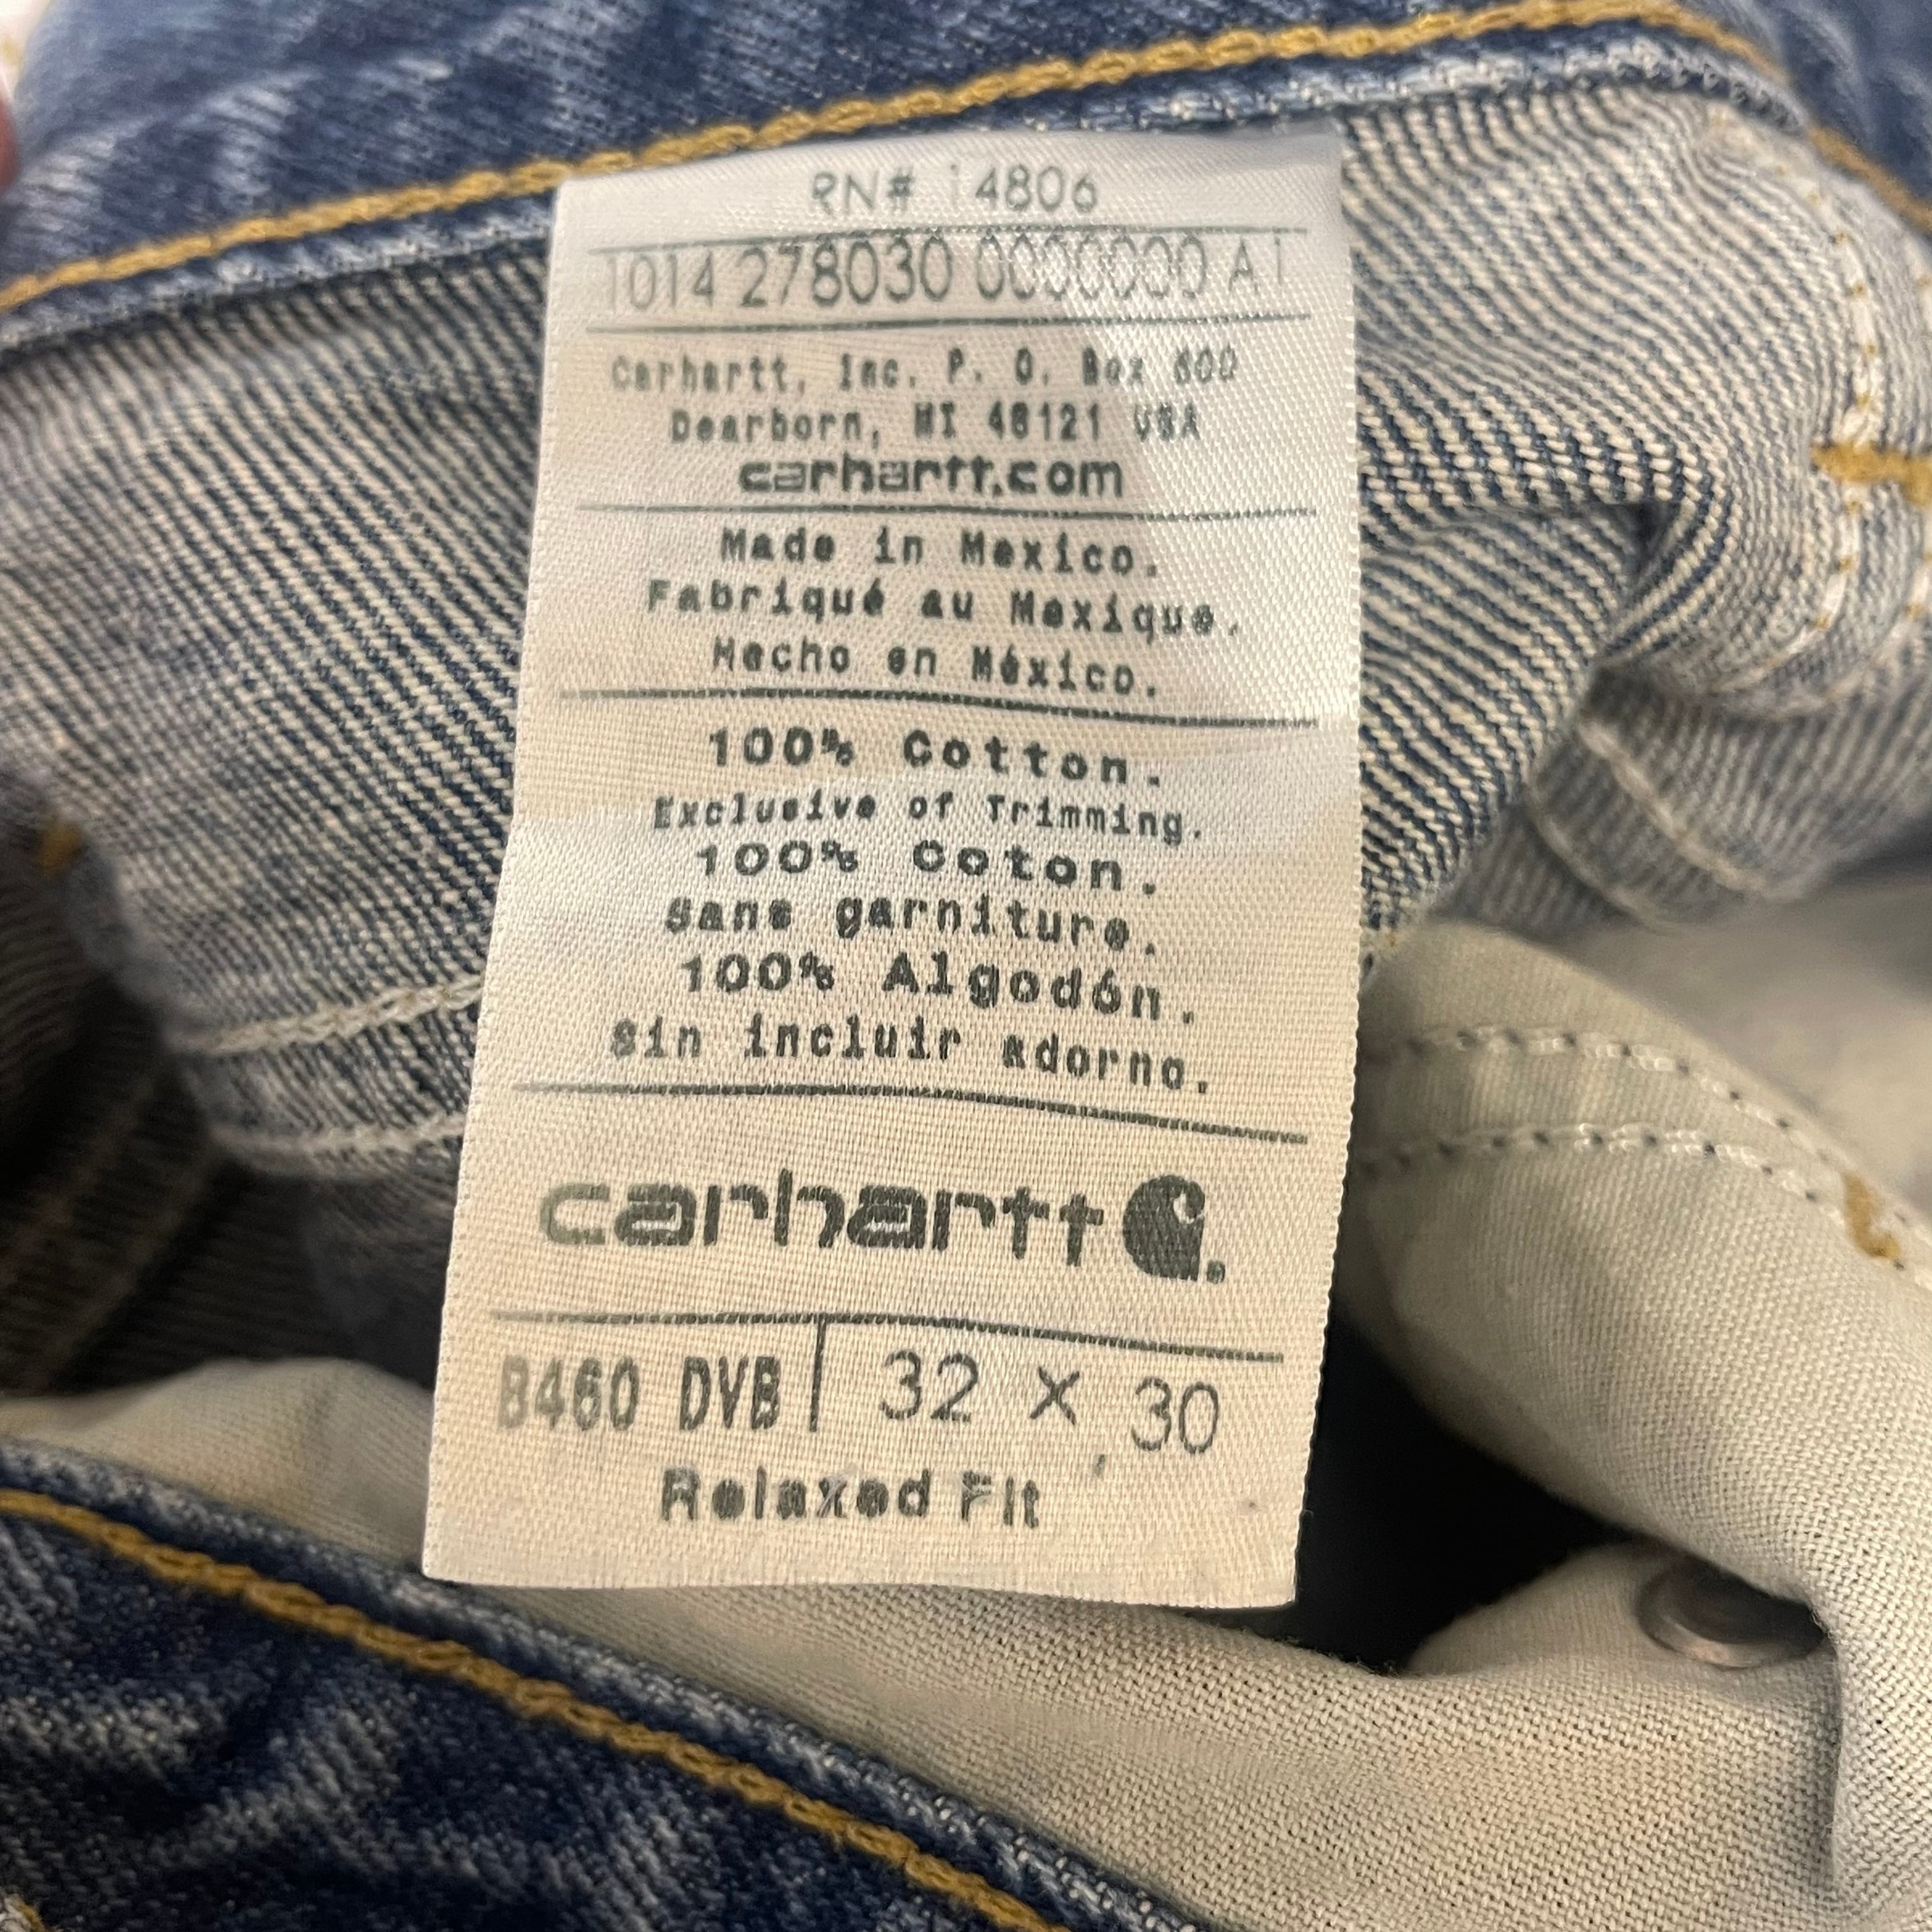 RN# 14806
1014 278030 0000000 A1
Carhartt, Inc. P. O. Box 600
Dearborn, MI 48121 USA
carhartt.com
Made in Mexico.
Fabriqué au Mexique.
Hecho en México.
100% Cotton.
Exclusive of Trimming.
100% Coton.
Sans garniture.
100% Algodón.
Sin incluir adorno.
carhartt
B460 DVB | 32 x 30
Relaxed Fit